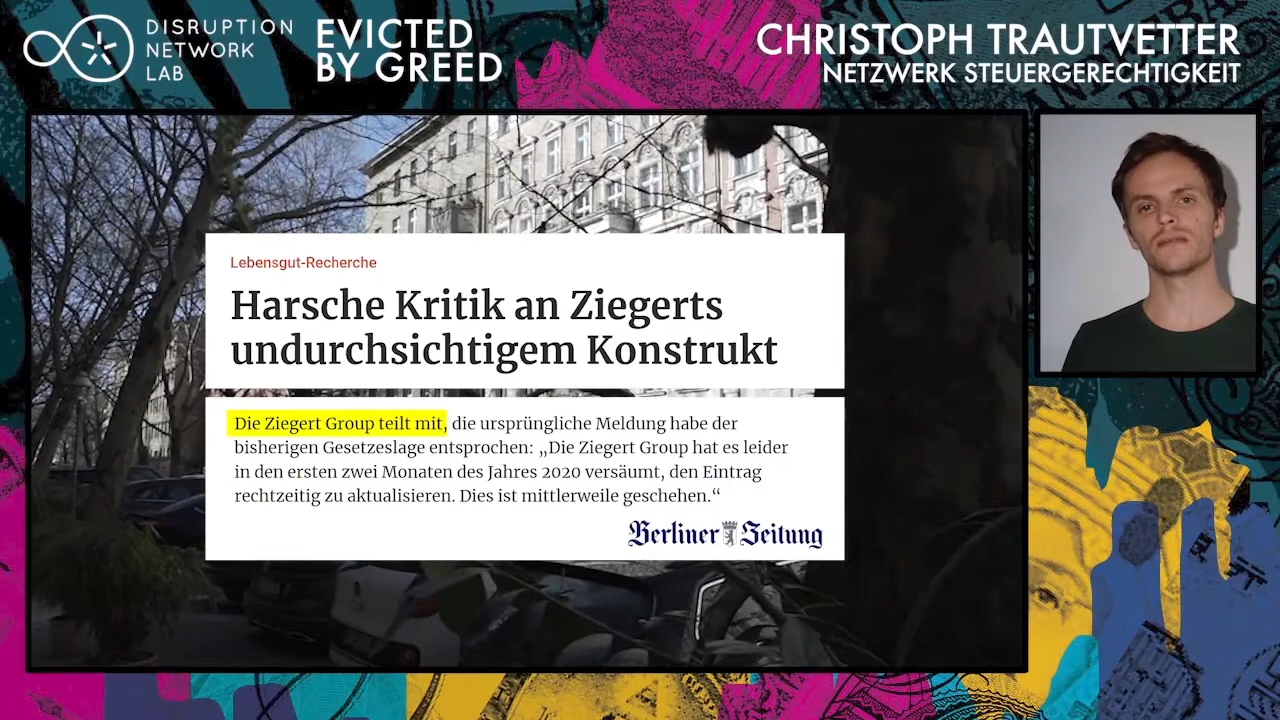 DISRUPTION
NETWORK
LAB
EVICTED
BY GREED
CHRISTOPH TRAUTVETTER
NETZWERK STEUERGERECHTIGKEIT
Lebensgut-Recherche
Harsche Kritik an Ziegerts
undurchsichtigem Konstrukt
Die Ziegert Group teilt mit, die ursprüngliche Meldung habe der
bisherigen Gesetzeslage entsprochen: „Die Ziegert Group hat es leider
in den ersten zwei Monaten des Jahres 2020 versäumt, den Eintrag
rechtzeitig zu aktualisieren. Dies ist mittlerweile geschehen.“
Berliner Zeitung